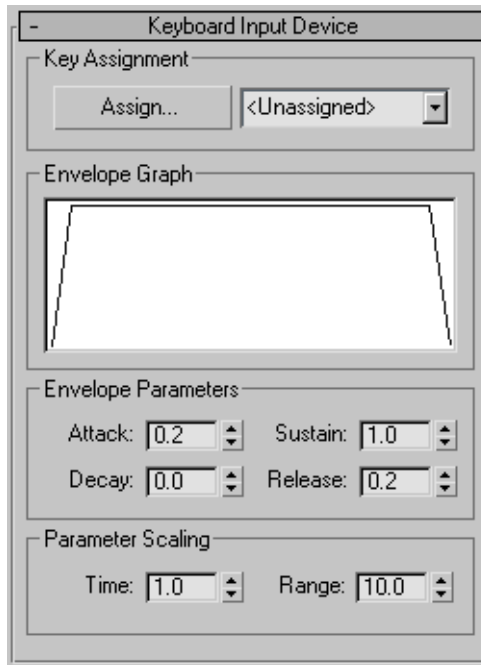 - Keyboard Input Device
Key Assignment
Assign... <Unassigned>
Envelope Graph
Envelope Parameters
Attack: 0.2 Sustain: 1.0
Decay: 0.0 Release: 0.2
Parameter Scaling
Time: 1.0 Range: 10.0